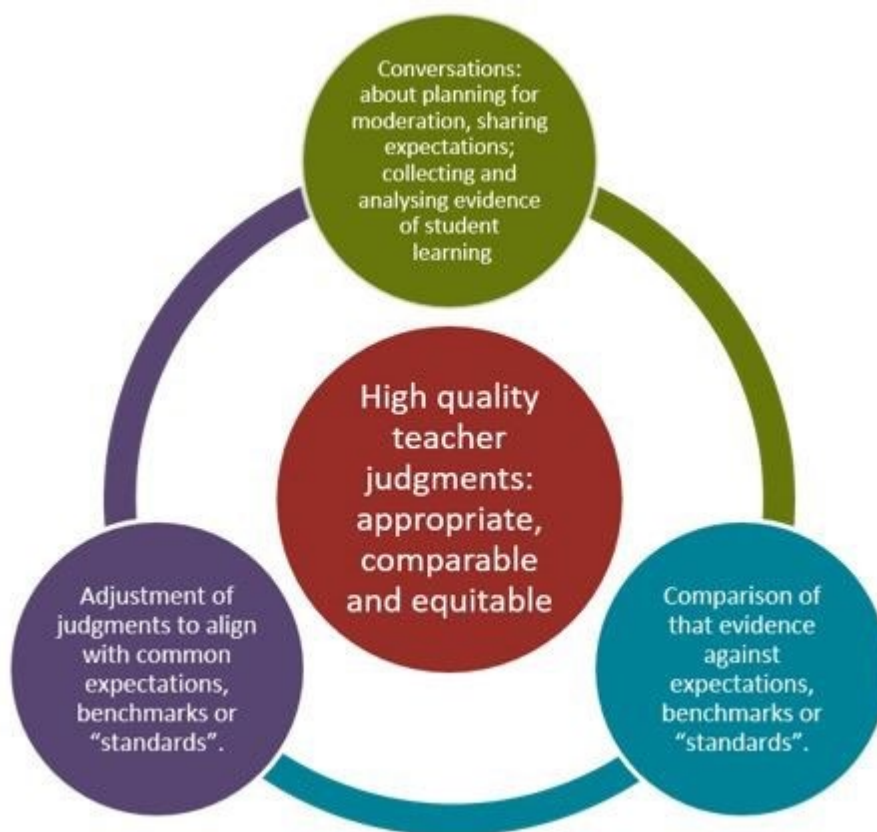 Conversations:
about planning for
moderation, sharing
expectations;
collecting and
analysing evidence
of student
learning
High quality
teacher
judgments:
appropriate,
comparable
and equitable
Adjustment of
judgments to align
with common
expectations,
benchmarks or
“standards”.
Comparison of
that evidence
against
expectations,
benchmarks or
“standards”.